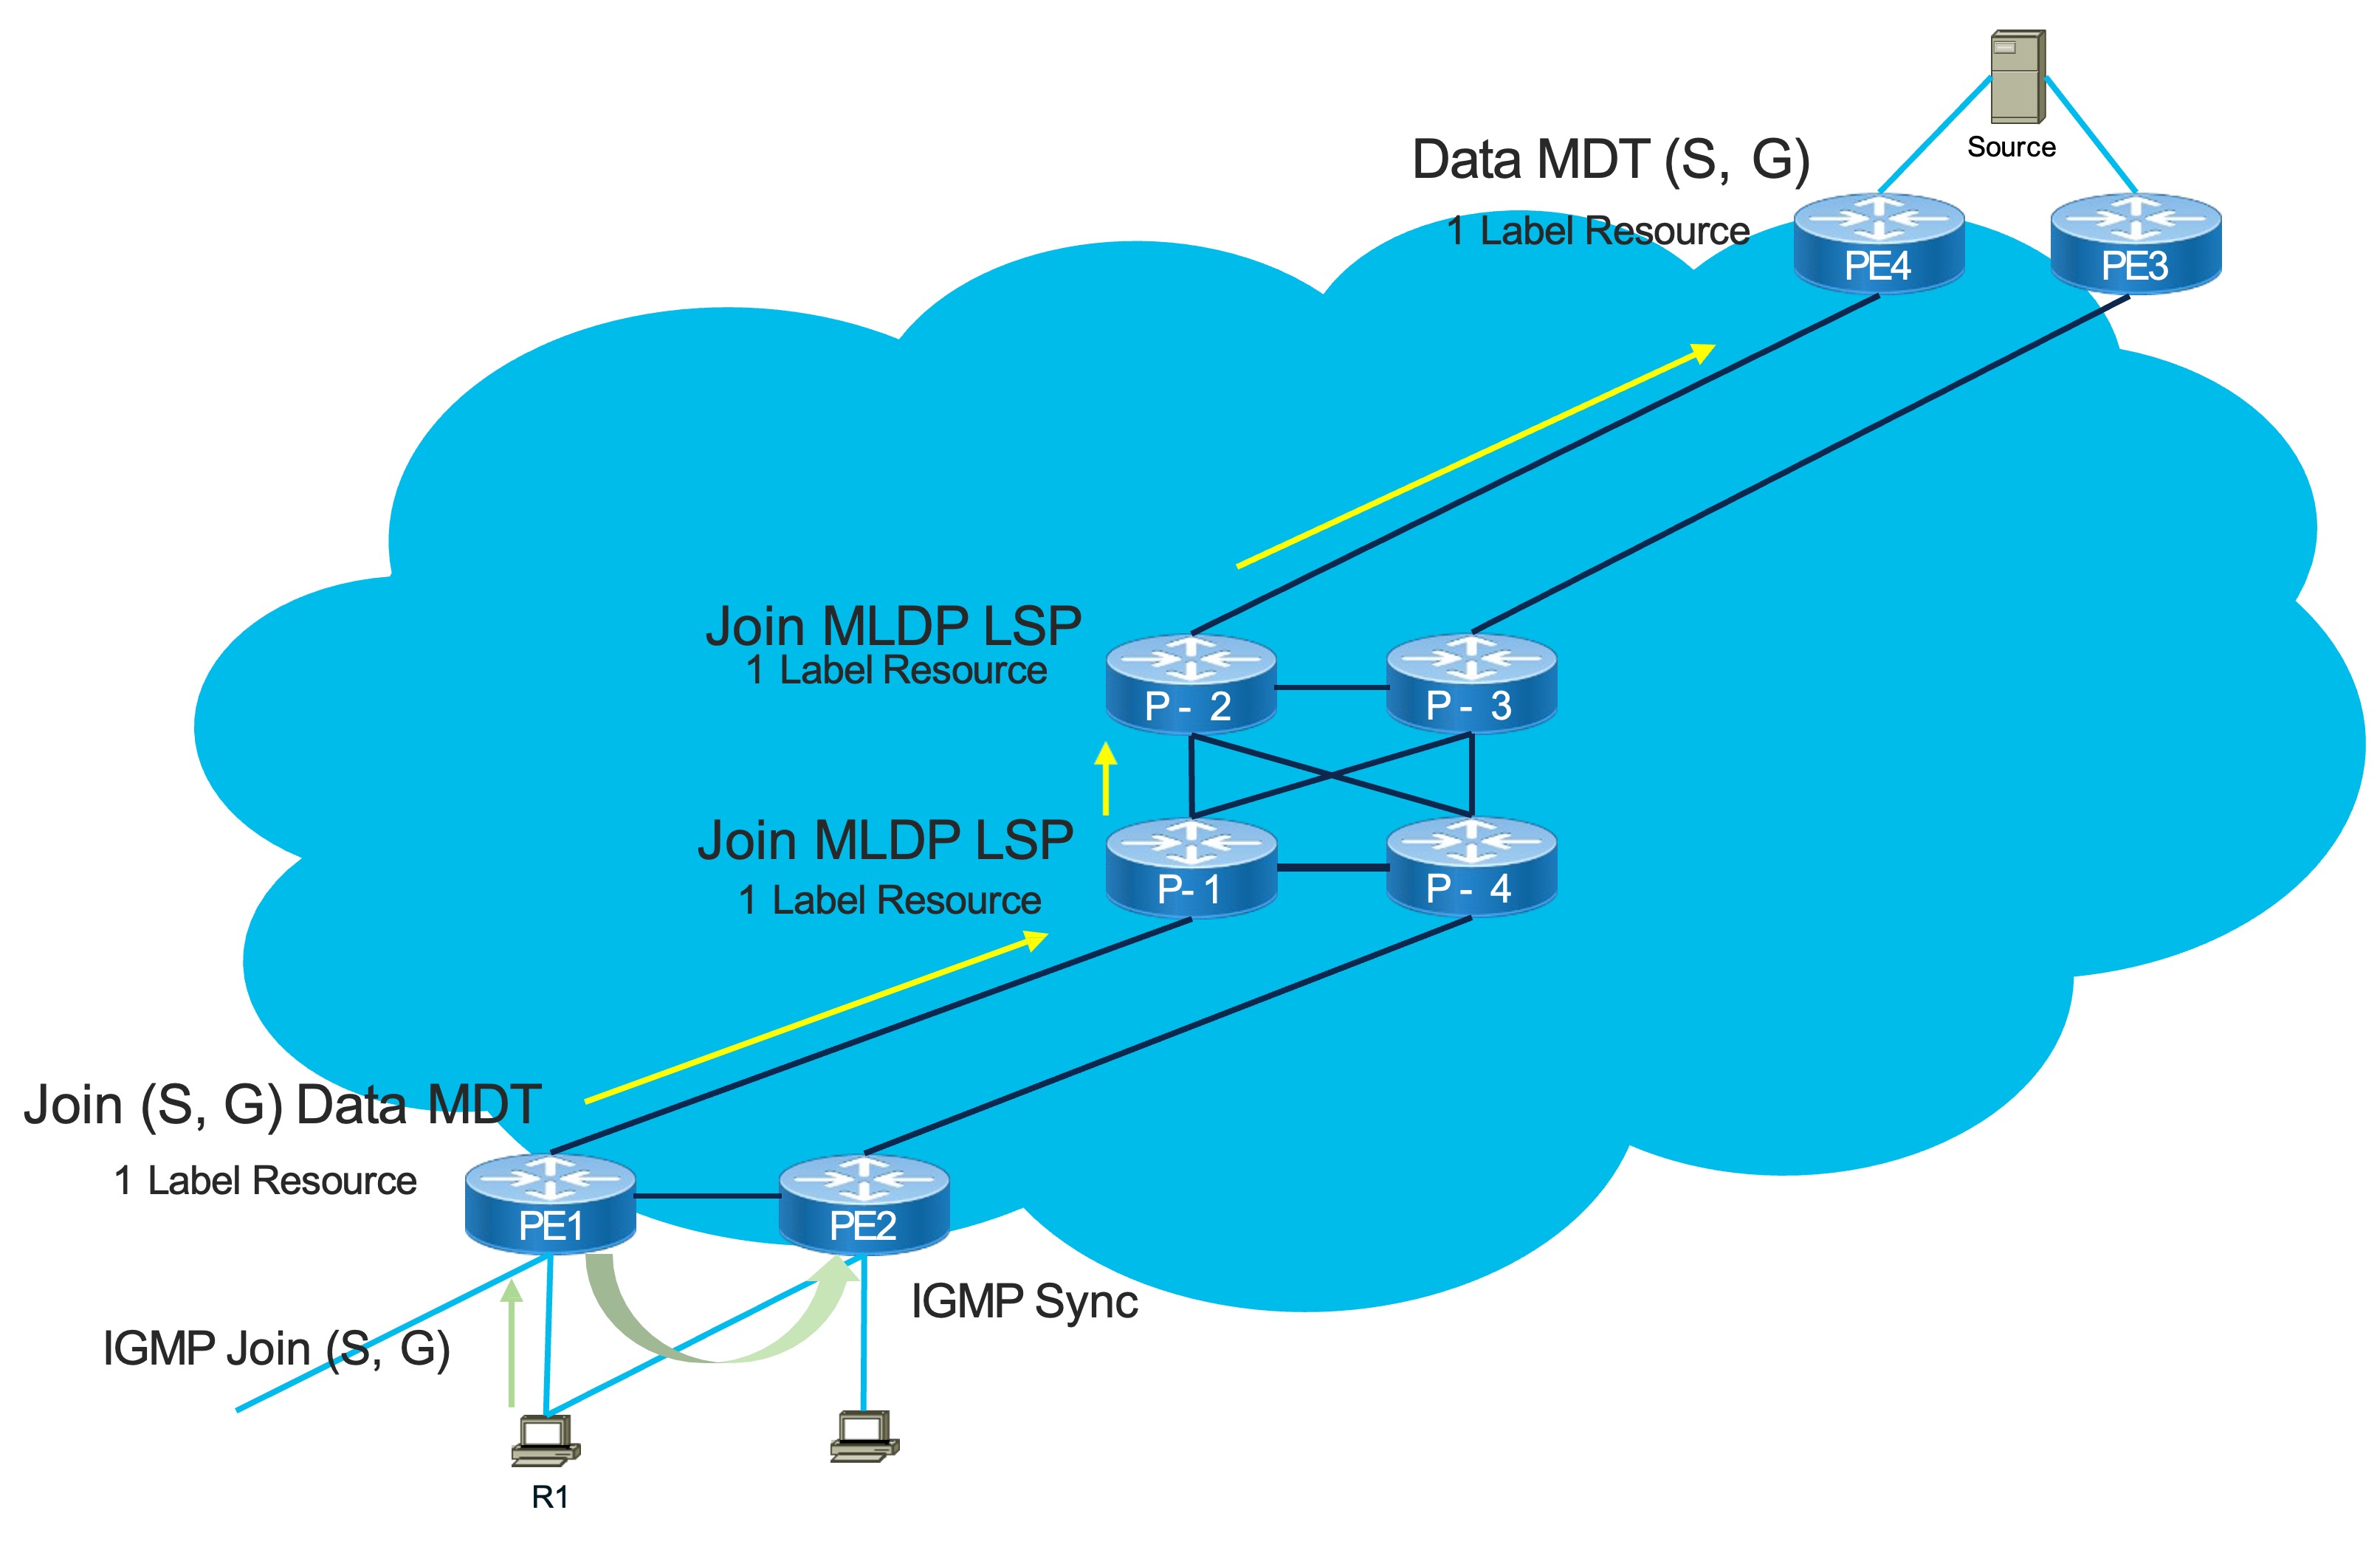 Source
Data MDT (S, G)
1 Label Resource
PE4
PE3
Join MLDP LSP
1 Label Resource
P - 2
P - 3
Join MLDP LSP
1 Label Resource
P- 1
P - 4
Join (S, G) Data MDT
1 Label Resource
PE1
PE2
IGMP Sync
IGMP Join (S, G)
R1